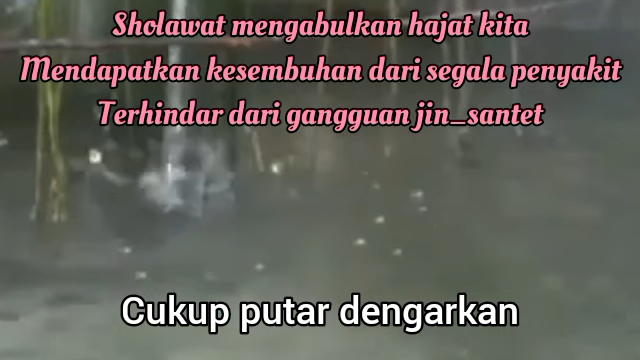 Sholawat mengabulkan hajat kita
Mendapatkan kesembuhan dari segala penyakit
Terhindar dari gangguan jin_santet
Cukup putar dengarkan